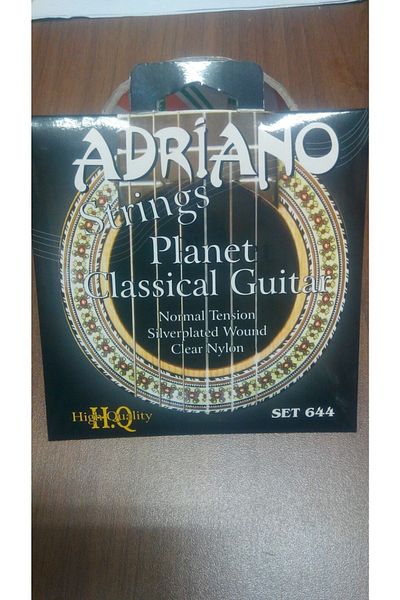 ADRIANO
Strings
Planet
Classical Guitar
Normal Tension
Silverplated Wound
Clear Nylon
High Quality
H.Q
SET 644